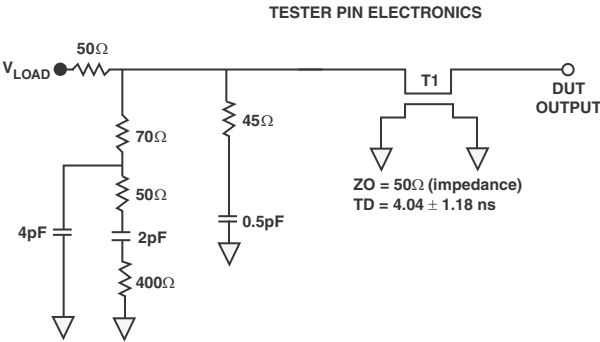 TESTER PIN ELECTRONICS
50Ω
VLOAD
T1
DUT
OUTPUT
70Ω
45Ω
50Ω
ZO = 50Ω (impedance)
TD = 4.04 ± 1.18 ns
4pF
2pF
0.5pF
400Ω